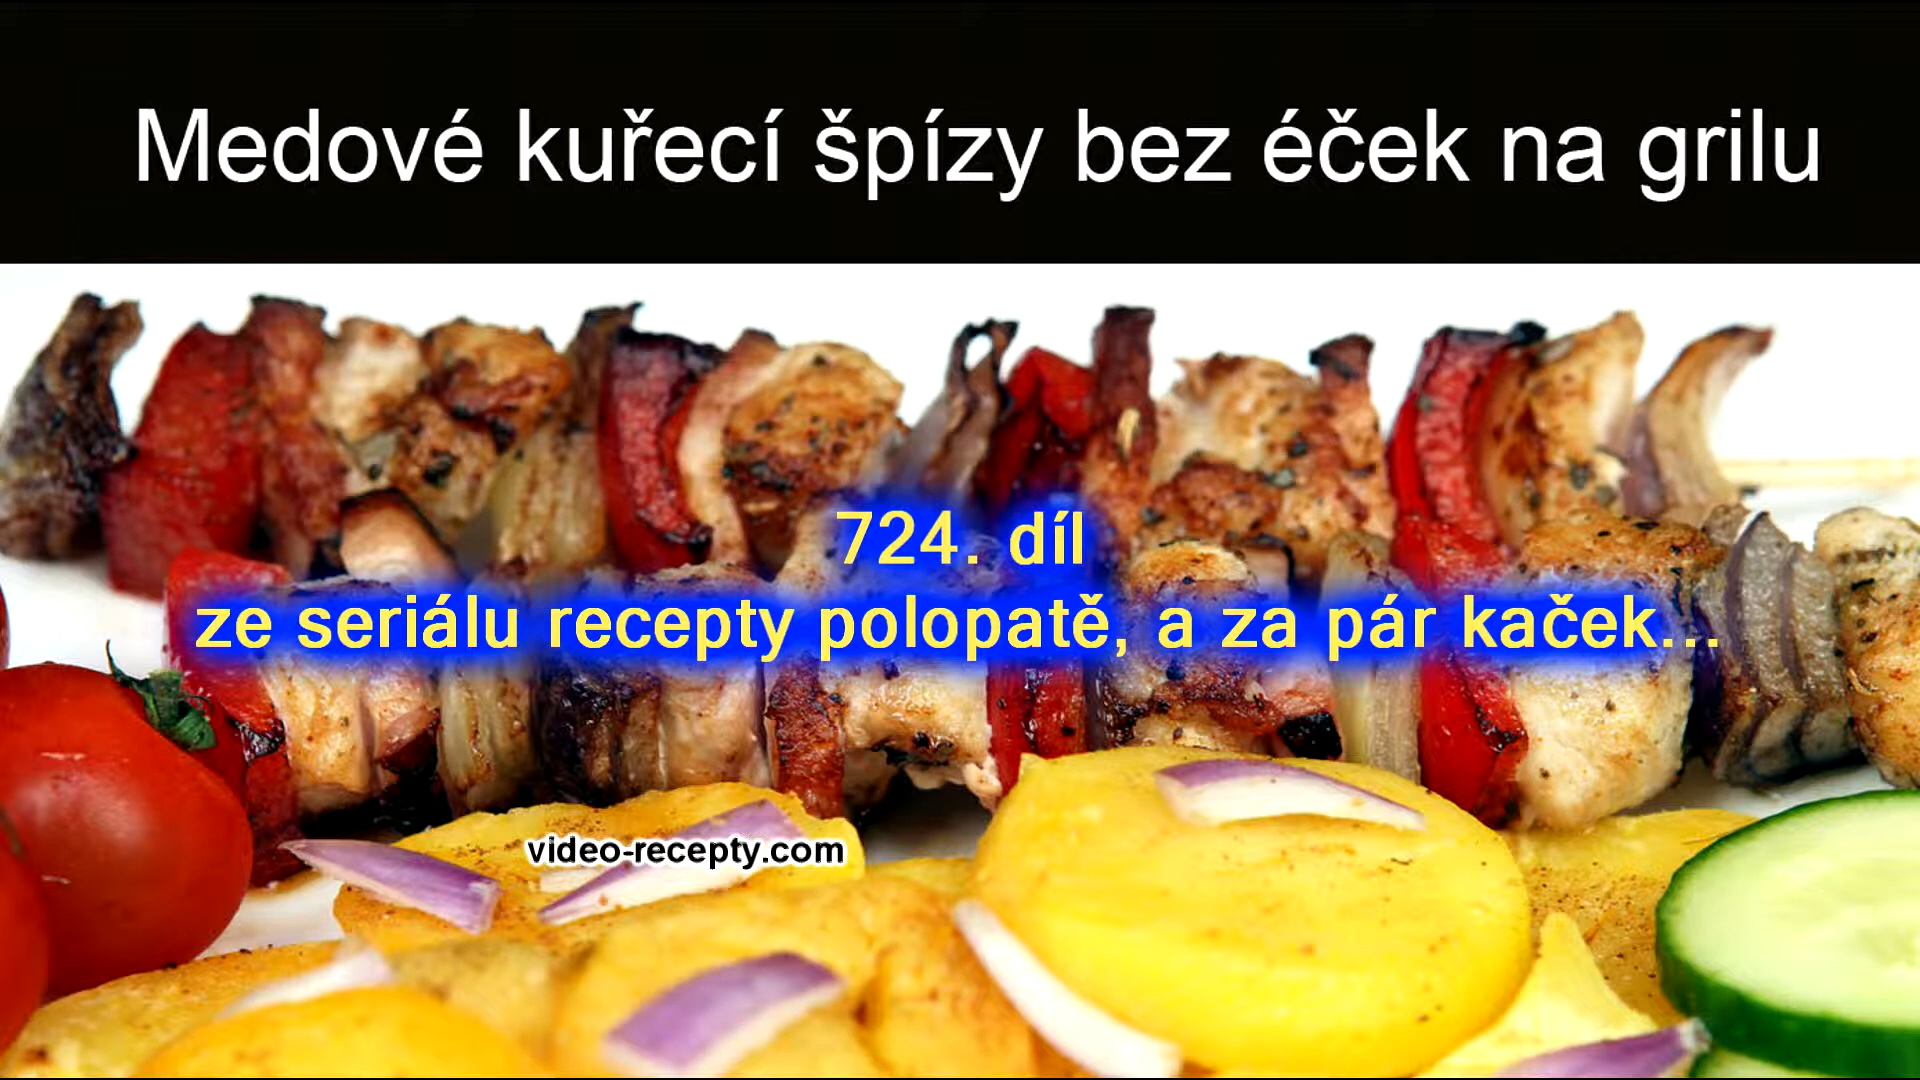 Medové kuřecí špízy bez éček na grilu
724. díl
ze seriálu recepty polopatě, a za pár kaček...
video-recepty.com